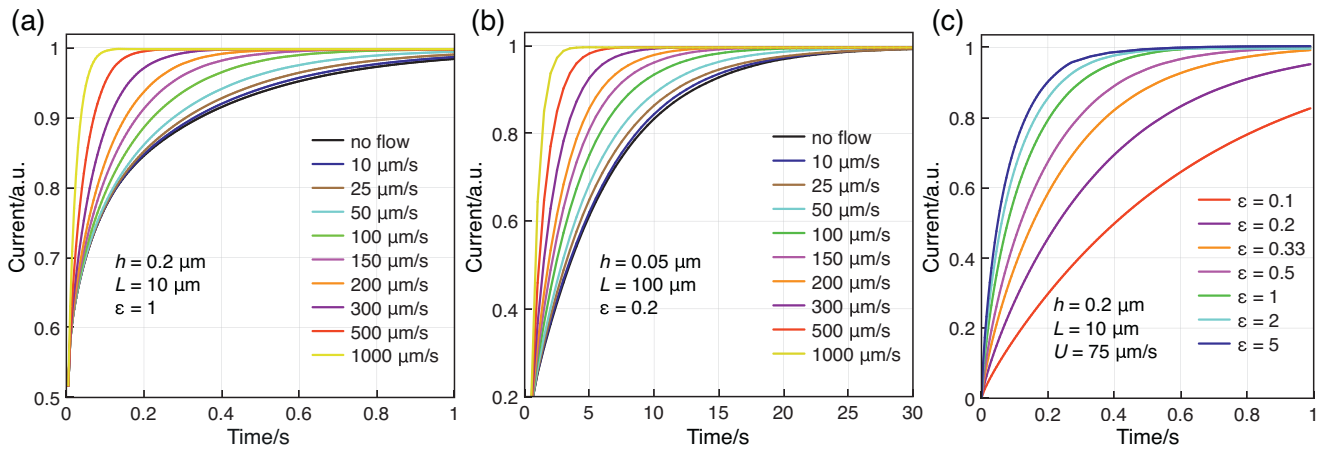 (a)
Current/a.u.
1
0.9
0.8
0.7
0.6
0.5
0
0.2
0.4
0.6
0.8
1
Time/s
h = 0.2 μm
L = 10 μm
ε = 1
no flow
10 μm/s
25 μm/s
50 μm/s
100 μm/s
150 μm/s
200 μm/s
300 μm/s
500 μm/s
1000 μm/s
(b)
Current/a.u.
1
0.8
0.6
0.4
0.2
0
5
10
15
20
25
30
Time/s
h = 0.05 μm
L = 100 μm
ε = 0.2
no flow
10 μm/s
25 μm/s
50 μm/s
100 μm/s
150 μm/s
200 μm/s
300 μm/s
500 μm/s
1000 μm/s
(c)
Current/a.u.
1
0.8
0.6
0.4
0.2
0
0
0.2
0.4
0.6
0.8
1
Time/s
h = 0.2 μm
L = 10 μm
U = 75 μm/s
ε = 0.1
ε = 0.2
ε = 0.33
ε = 0.5
ε = 1
ε = 2
ε = 5